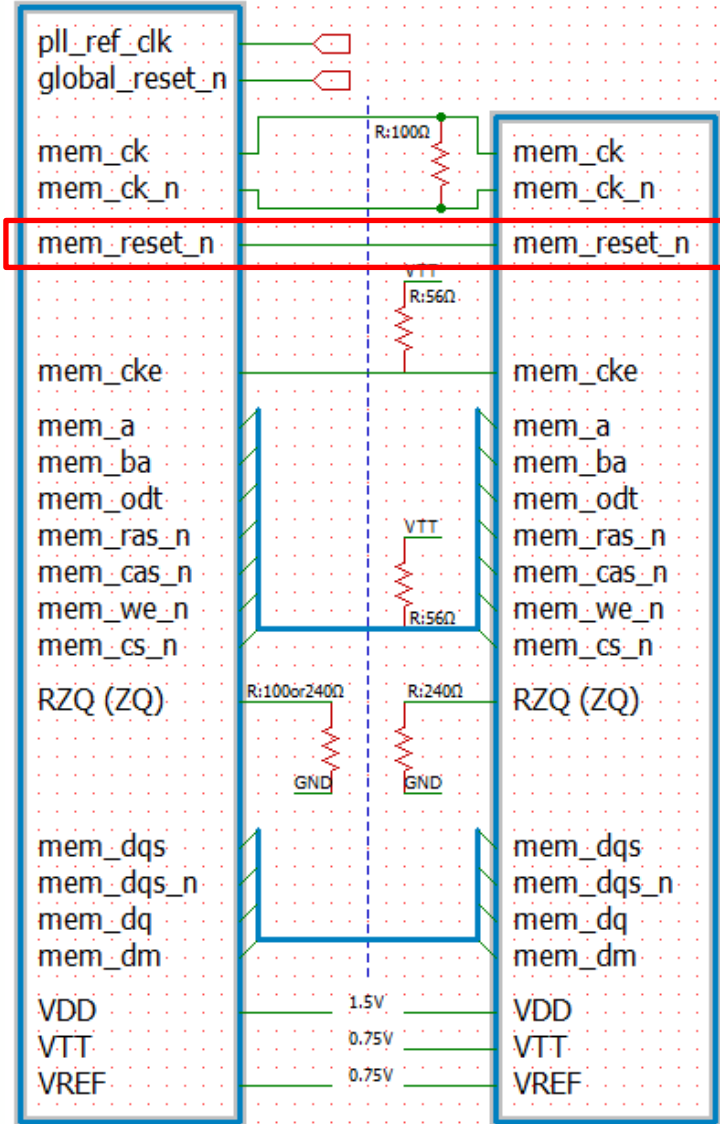 pll_ref_clk
global_reset_n
mem_ck R:100Ω mem_ck
mem_ck_n mem_ck_n
mem_reset_n mem_reset_n
VTT
R:56Ω
mem_cke mem_cke
mem_a mem_a
mem_ba mem_ba
mem_odt mem_odt
mem_ras_n VTT mem_ras_n
mem_cas_n mem_cas_n
mem_we_n R:56Ω mem_we_n
mem_cs_n mem_cs_n
RZQ (ZQ) R:100or240Ω R:240Ω RZQ (ZQ)
GND GND
mem_dqs mem_dqs
mem_dqs_n mem_dqs_n
mem_dq mem_dq
mem_dm mem_dm
VDD 1.5V VDD
VTT 0.75V VTT
VREF 0.75V VREF